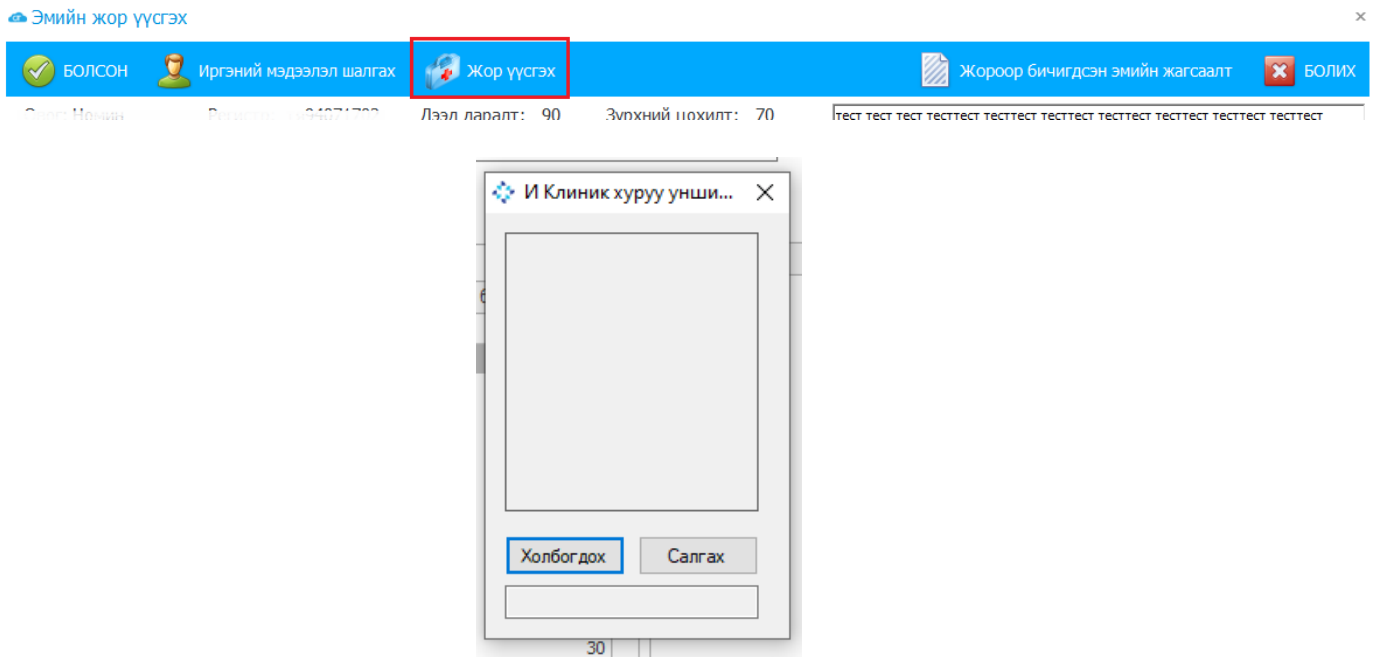 Эмийн жор үүсгэх
БОЛСОН Иргэний мэдээлэл шалгах Жор үүсгэх Жороор бичигдсэн эмийн жагсаалт БОЛИХ
Дээд даралт: 90 Зүрхний цохилт: 70 тест тест тест тесттест тесттест тесттест тесттест тесттест тесттест тесттест
И Клиник хуруу унши...
Холбогдох Салгах
30